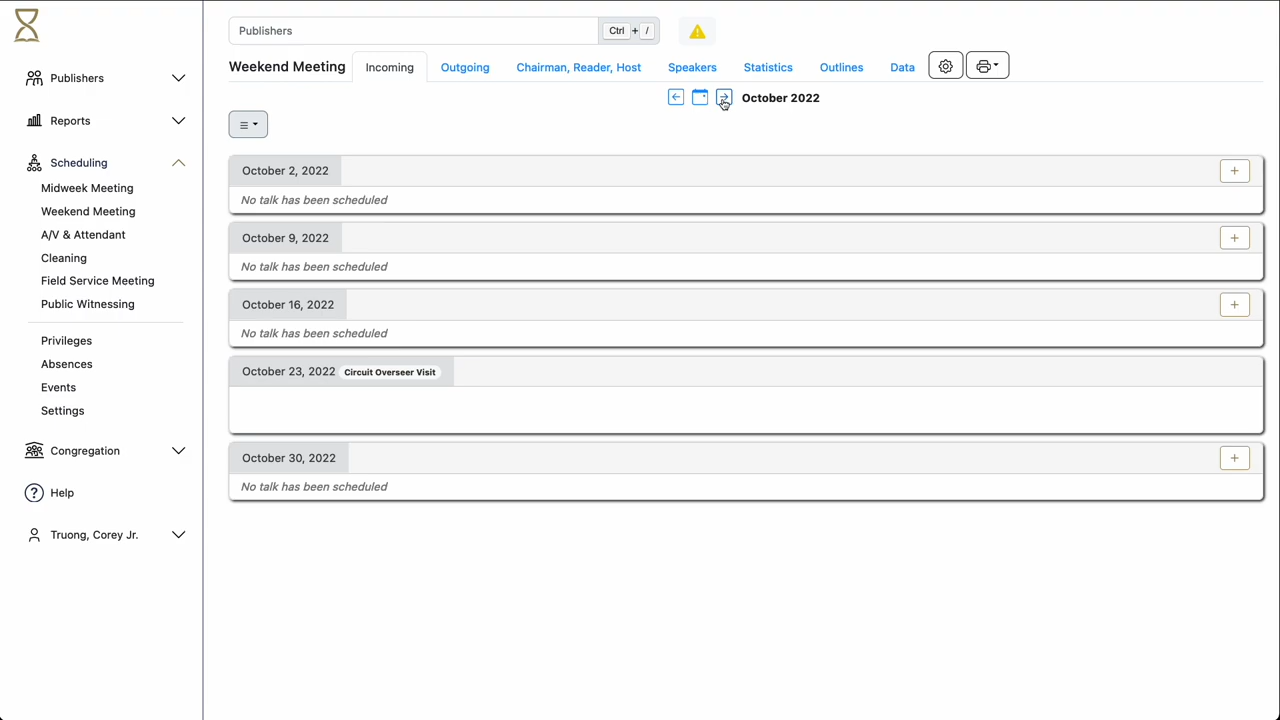 Publishers
Ctrl + /
Weekend Meeting
Incoming
Outgoing
Chairman, Reader, Host
Speakers
Statistics
Outlines
Data
October 2022
Publishers
Reports
Scheduling
Midweek Meeting
Weekend Meeting
A/V & Attendant
Cleaning
Field Service Meeting
Public Witnessing
Privileges
Absences
Events
Settings
Congregation
Help
Truong, Corey Jr.
October 2, 2022
No talk has been scheduled
October 9, 2022
No talk has been scheduled
October 16, 2022
No talk has been scheduled
October 23, 2022 Circuit Overseer Visit
October 30, 2022
No talk has been scheduled